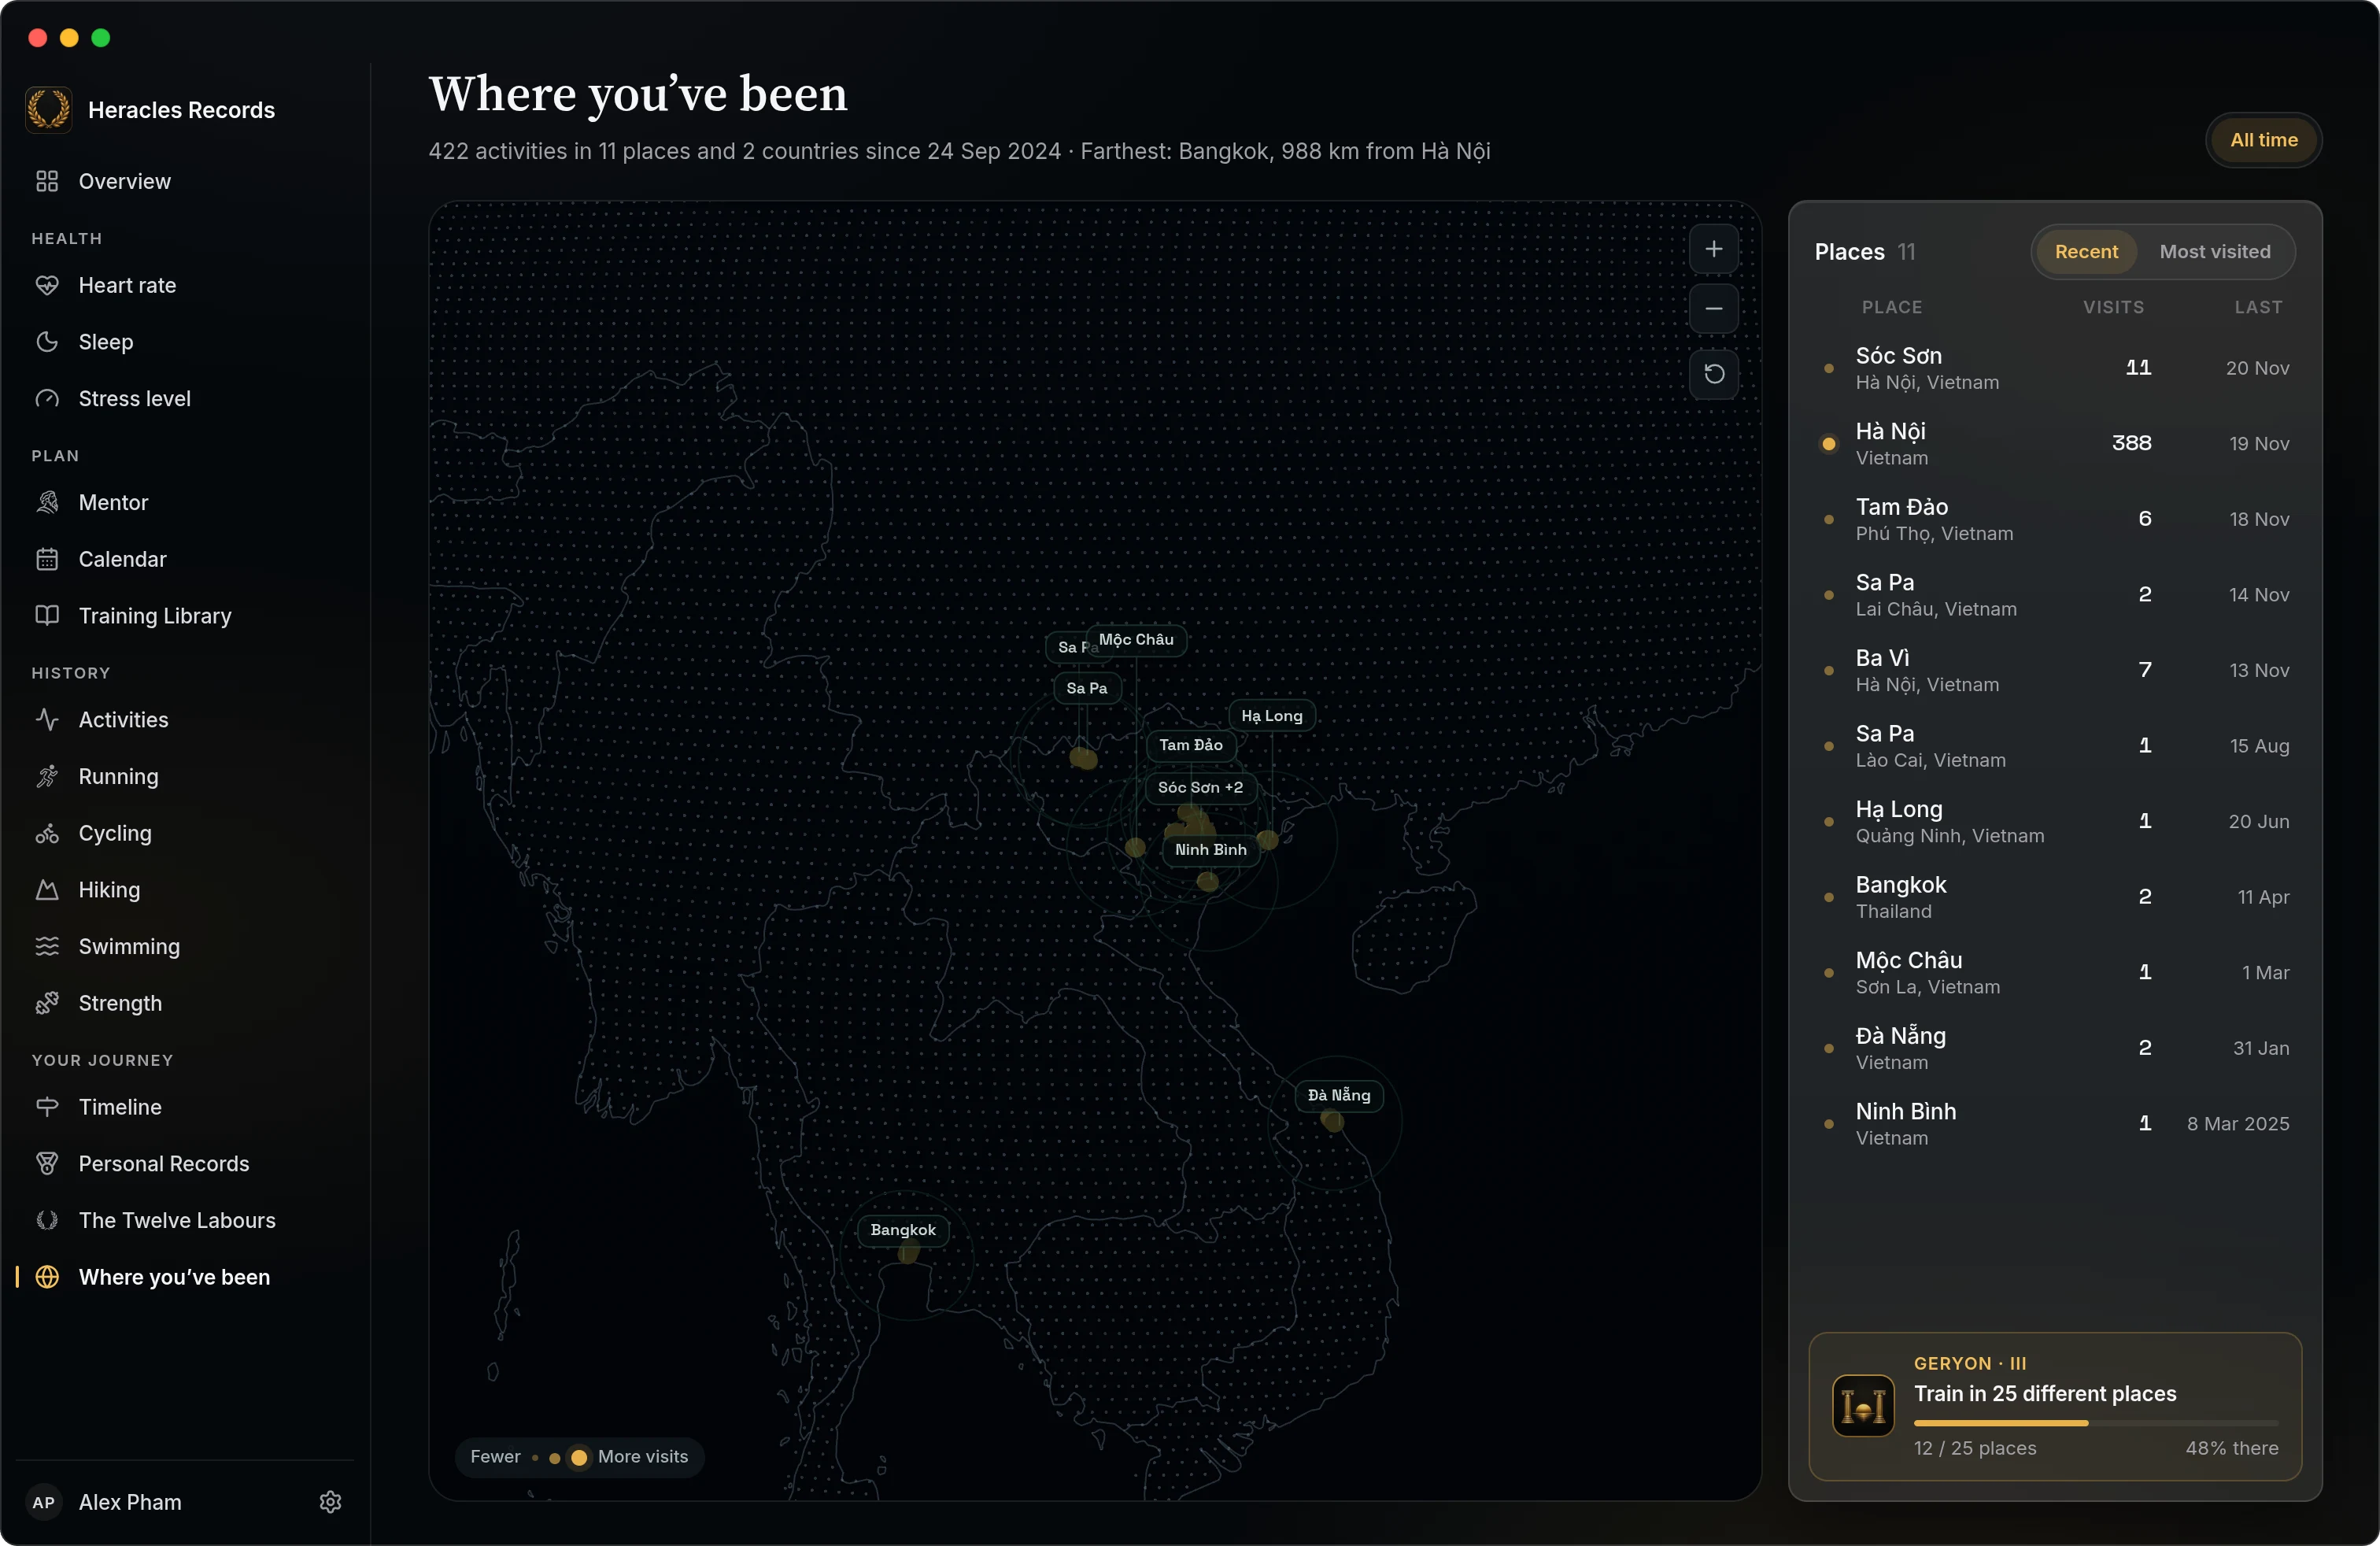 Heracles Records
Overview
HEALTH
Heart rate
Sleep
Stress level
PLAN
Mentor
Calendar
Training Library
HISTORY
Activities
Running
Cycling
Hiking
Swimming
Strength
YOUR JOURNEY
Timeline
Personal Records
The Twelve Labours
Where you’ve been
AP Alex Pham
Where you’ve been
422 activities in 11 places and 2 countries since 24 Sep 2024 · Farthest: Bangkok, 988 km from Hà Nội
All time
Sa Pa
Mộc Châu
Sa Pa
Hạ Long
Tam Đảo
Sóc Sơn +2
Ninh Bình
Đà Nẵng
Bangkok
Fewer More visits
Places 11
Recent Most visited
PLACE VISITS LAST
Sóc Sơn
Hà Nội, Vietnam
11 20 Nov
Hà Nội
Vietnam
388 19 Nov
Tam Đảo
Phú Thọ, Vietnam
6 18 Nov
Sa Pa
Lai Châu, Vietnam
2 14 Nov
Ba Vì
Hà Nội, Vietnam
7 13 Nov
Sa Pa
Lào Cai, Vietnam
1 15 Aug
Hạ Long
Quảng Ninh, Vietnam
1 20 Jun
Bangkok
Thailand
2 11 Apr
Mộc Châu
Sơn La, Vietnam
1 1 Mar
Đà Nẵng
Vietnam
2 31 Jan
Ninh Bình
Vietnam
1 8 Mar 2025
GERYON · III
Train in 25 different places
12 / 25 places 48% there